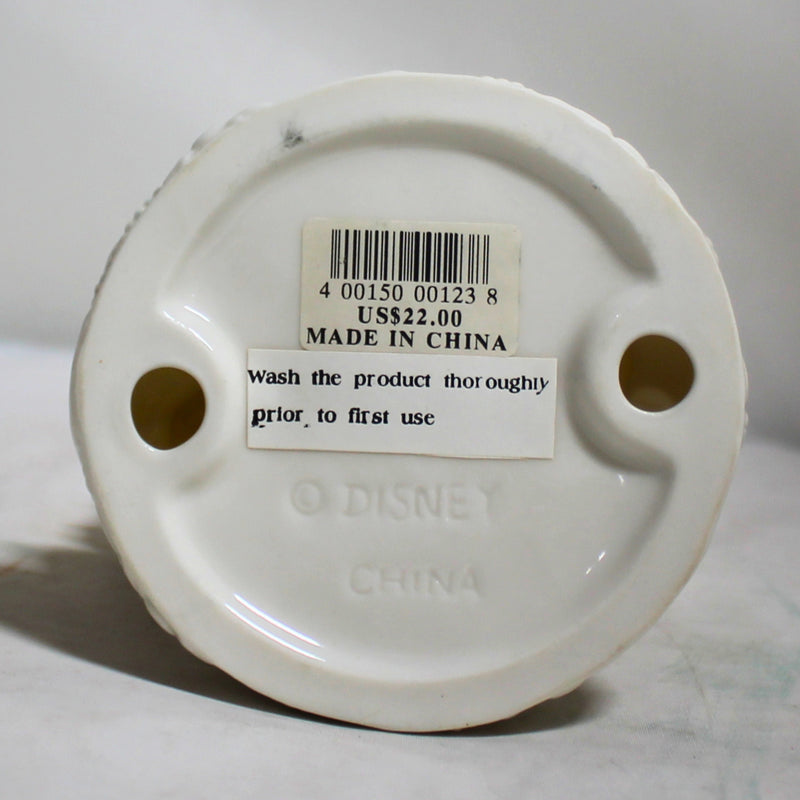 4 00150 00123 8
US$22.00
MADE IN CHINA
Wash the product thoroughly
prior to first use
© DISNEY
CHINA